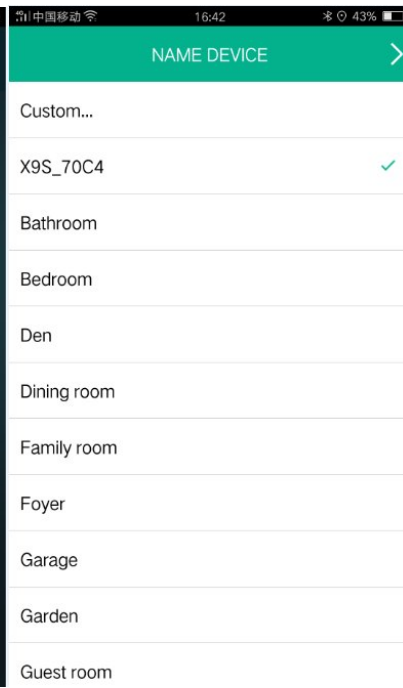 中国移动 16:42 43%
NAME DEVICE
Custom...
X9S_70C4
Bathroom
Bedroom
Den
Dining room
Family room
Foyer
Garage
Garden
Guest room